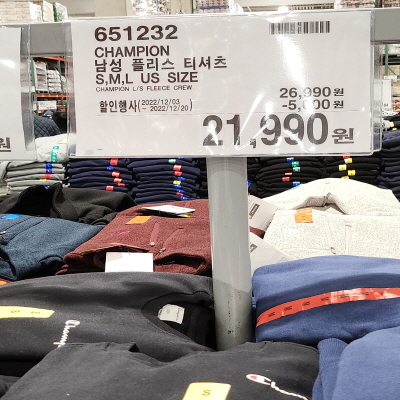 651232
CHAMPION
남성 플리스 티셔츠
S,M,L US SIZE
CHAMPION L/S FLEECE CREW
26,990원
할인행사 (2022/12/03 ~ 2022/12/20)
-5,000원
21,990원
원
Champion
S
S